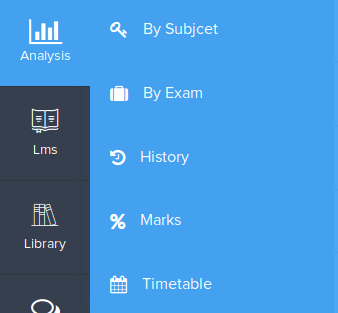 Analysis
Lms
Library
By Subjcet
By Exam
History
Marks
Timetable